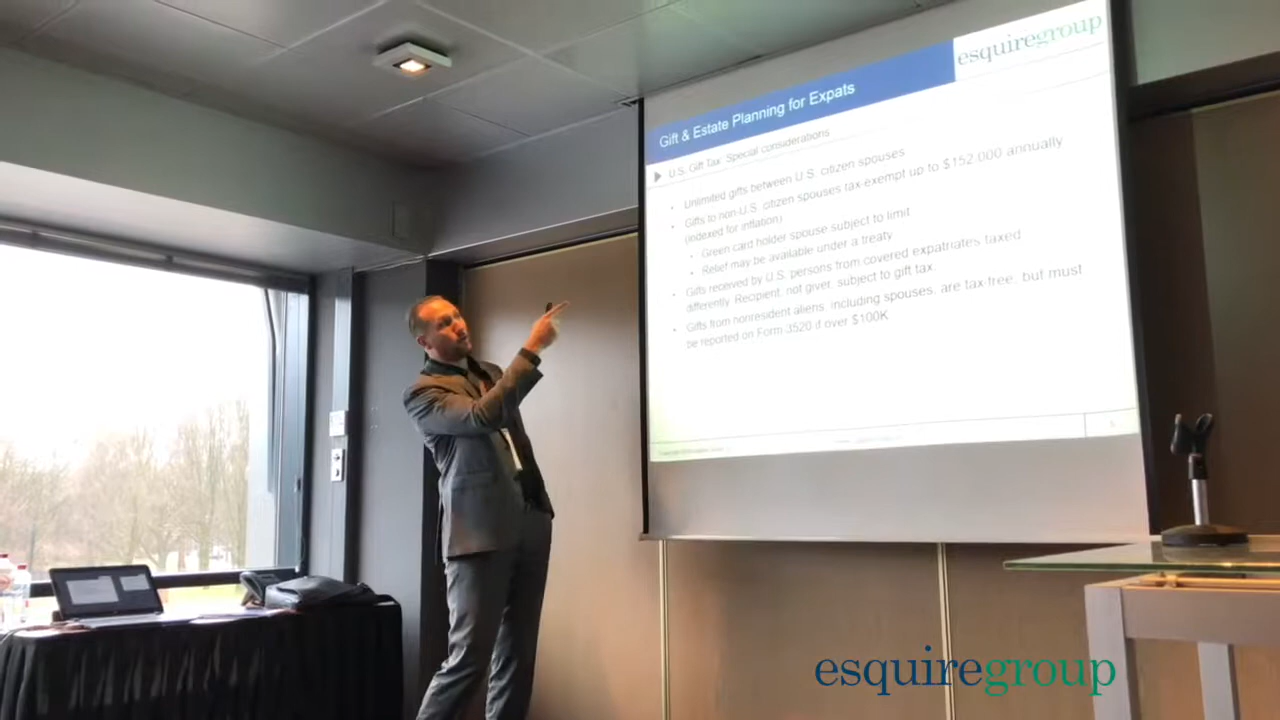 esquiregroup
Gift & Estate Planning for Expats
U.S. Gift Tax: Special considerations
Unlimited gifts between U.S. citizen spouses
Gifts to non-U.S. citizen spouses tax-exempt up to $152,000 annually
(indexed for inflation)
Green card holder spouse subject to limit
Relief may be available under a treaty
Gifts received by U.S. persons from covered expatriates taxed
differently. Recipient, not giver, subject to gift tax.
Gifts from nonresident aliens, including spouses, are tax-free, but must
be reported on Form 3520 if over $100K
esquiregroup